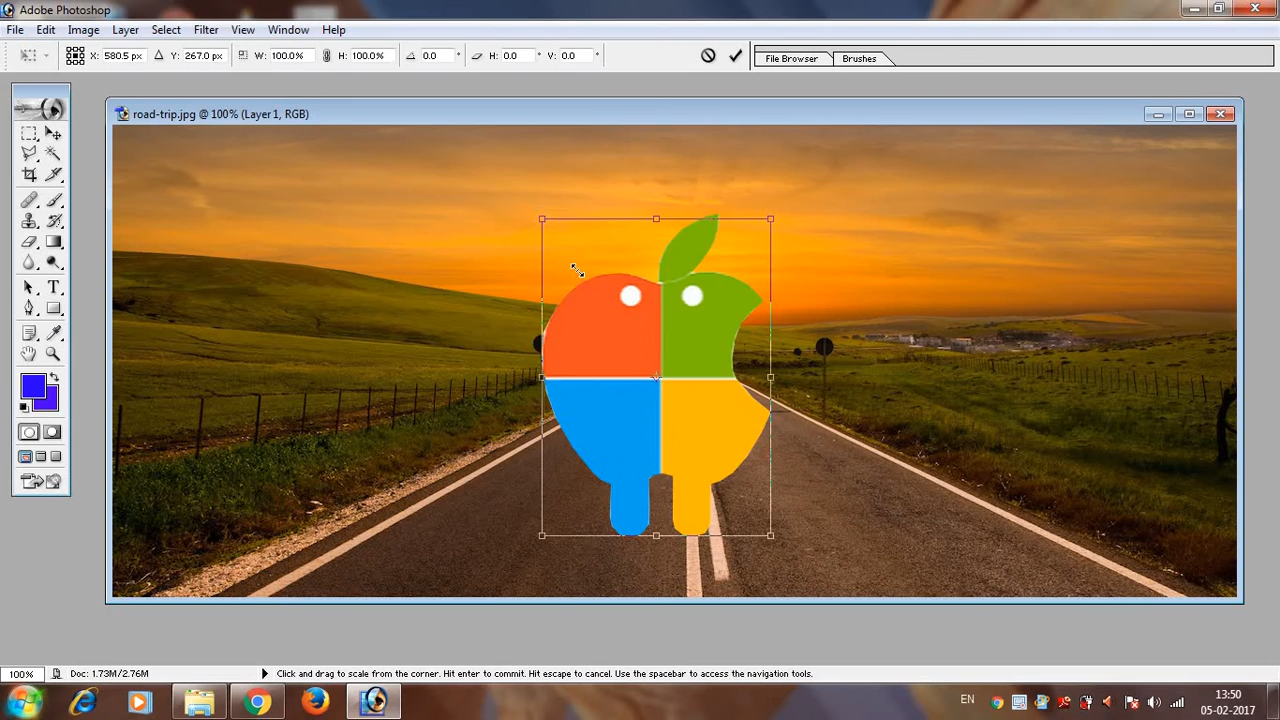 Adobe Photoshop
File Edit Image Layer Select Filter View Window Help
X: 580.5 px Y: 267.0 px W: 100.0% H: 100.0% 0.0 ° H: 0.0 ° V: 0.0 ° File Browser Brushes
road-trip.jpg @ 100% (Layer 1, RGB)
T
100% Doc: 1.73M/2.76M Click and drag to scale from the corner. Hit enter to commit. Hit escape to cancel. Use the spacebar to access the navigation tools.
EN 13:50
05-02-2017